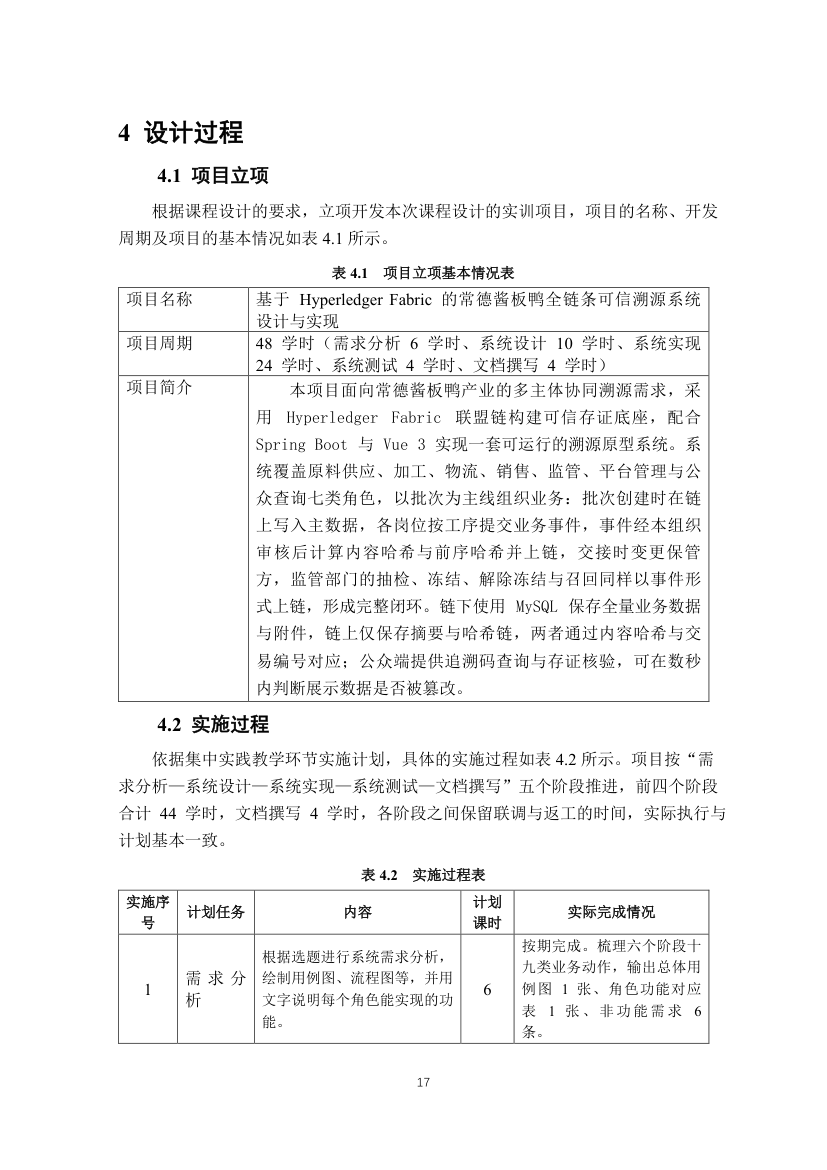 4 设计过程
4.1 项目立项
根据课程设计的要求，立项开发本次课程设计的实训项目，项目的名称、开发
周期及项目的基本情况如表 4.1 所示。
表 4.1 项目立项基本情况表
项目名称
基于 Hyperledger Fabric 的常德酱板鸭全链条可信溯源系统
设计与实现
项目周期
48 学时（需求分析 6 学时、系统设计 10 学时、系统实现
24 学时、系统测试 4 学时、文档撰写 4 学时）
项目简介
本项目面向常德酱板鸭产业的多主体协同溯源需求，采
用 Hyperledger Fabric 联盟链构建可信存证底座，配合
Spring Boot 与 Vue 3 实现一套可运行的溯源原型系统。系
统覆盖原料供应、加工、物流、销售、监管、平台管理与公
众查询七类角色，以批次为主线组织业务：批次创建时在链
上写入主数据，各岗位按工序提交业务事件，事件经本组织
审核后计算内容哈希与前序哈希并上链，交接时变更保管
方，监管部门的抽检、冻结、解除冻结与召回同样以事件形
式上链，形成完整闭环。链下使用 MySQL 保存全量业务数据
与附件，链上仅保存摘要与哈希链，两者通过内容哈希与交
易编号对应；公众端提供追溯码查询与存证核验，可在数秒
内判断展示数据是否被篡改。
4.2 实施过程
依据集中实践教学环节实施计划，具体的实施过程如表 4.2 所示。项目按“需
求分析—系统设计—系统实现—系统测试—文档撰写”五个阶段推进，前四个阶段
合计 44 学时，文档撰写 4 学时，各阶段之间保留联调与返工的时间，实际执行与
计划基本一致。
表 4.2 实施过程表
实施序
号
计划任务
内容
计划
课时
实际完成情况
1
需 求 分
析
根据选题进行系统需求分析，
绘制用例图、流程图等，并用
文字说明每个角色能实现的功
能。
6
按期完成。梳理六个阶段十
九类业务动作，输出总体用
例图 1 张、角色功能对应
表 1 张、非功能需求 6
条。
17